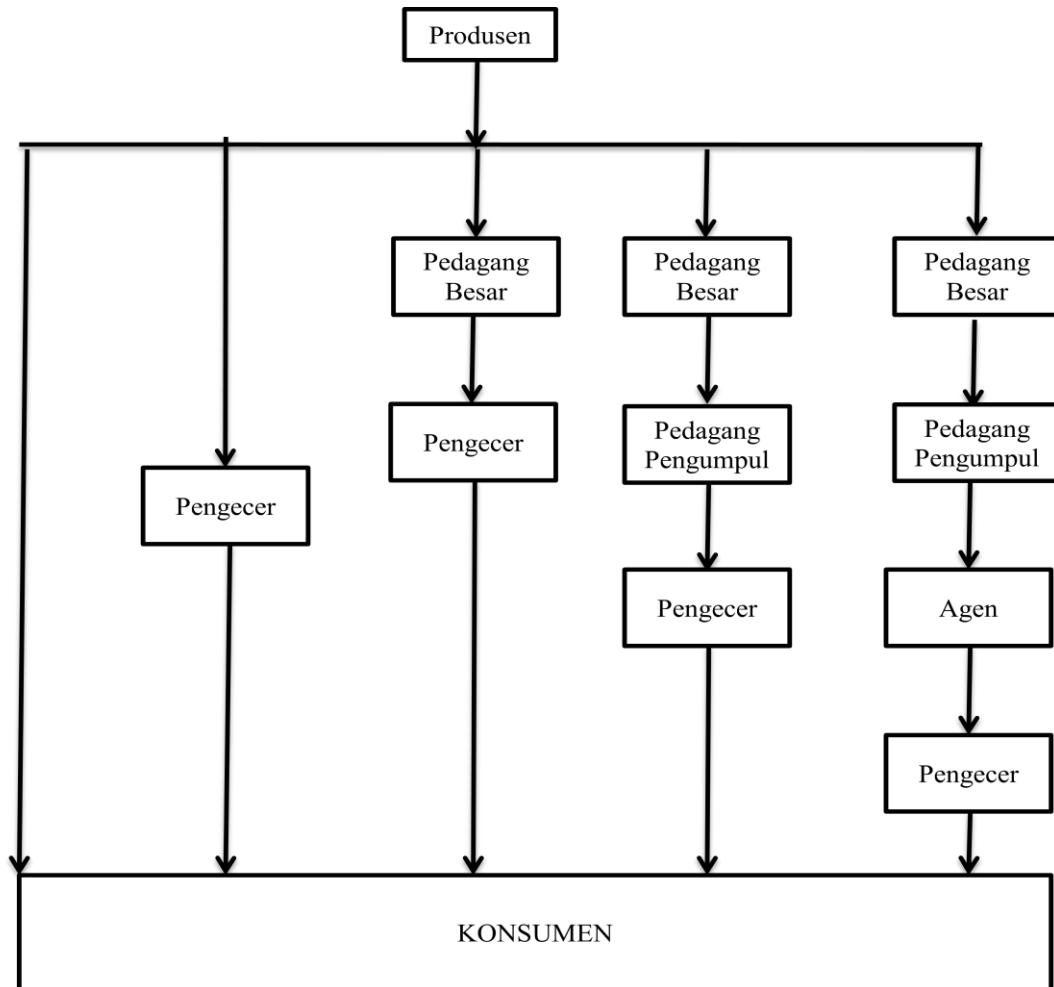 Produsen
Pedagang
Besar
Pedagang
Besar
Pedagang
Besar
Pengecer
Pedagang
Pengumpul
Pedagang
Pengumpul
Pengecer
Pengecer
Agen
Pengecer
KONSUMEN